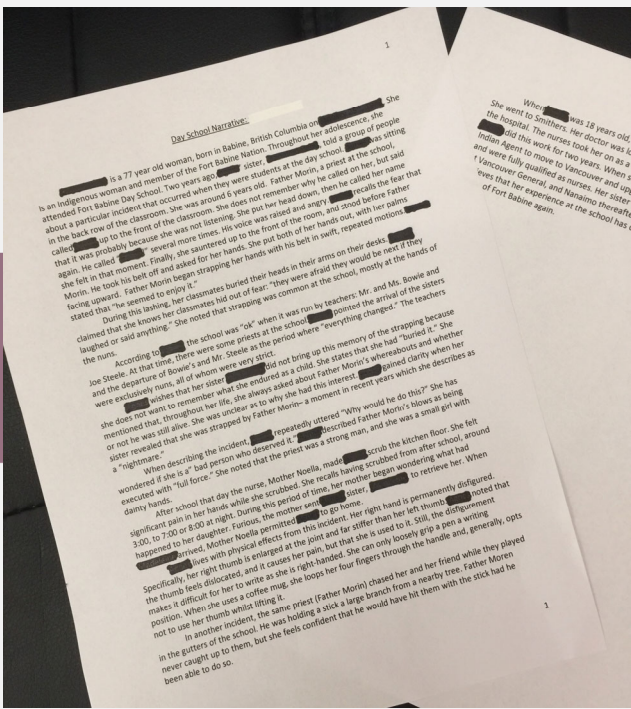 1
Day School Narrative:
is a 77 year old woman, born in Babine, British Columbia on She
Is an Indigenous woman and member of the Fort Babine Nation. Throughout her adolescence, she
attended Fort Babine Day School. Two years ago, sister, , told a group of people
about a particular incident that occurred when they were students at the day school. was sitting
in the back row of the classroom. She was around 6 years old. Father Morin, a priest at the school,
called up to the front of the classroom. She does not remember why he called on her, but said
that it was probably because she was not listening. She put her head down, then he called her name
again. He called " " several more times. His voice was raised and angry recalls the fear that
she felt in that moment. Finally, she sauntered up to the front of the room, and stood before Father
Morin. He took his belt off and asked for her hands. She put both of her hands out, with her palms
facing upward. Father Morin began strapping her hands with his belt in swift, repeated motions.
stated that "he seemed to enjoy it."
During this lashing, her classmates buried their heads in their arms on their desks.
claimed that she knows her classmates hid out of fear: "they were afraid they would be next if they
laughed or said anything." She noted that strapping was common at the school, mostly at the hands of
the nuns.
According to the school was "ok" when it was run by teachers: Mr. and Ms. Bowie and
Joe Steele. At that time, there were some priests at the school pointed the arrival of the sisters
and the departure of Bowie's and Mr. Steele as the period where "everything changed." The teachers
were exclusively nuns, all of whom were very strict.
wishes that her sister did not bring up this memory of the strapping because
she does not want to remember what she endured as a child. She states that she had "buried it." She
mentioned that, throughout her life, she always asked about Father Morin's whereabouts and whether
or not he was still alive. She was unclear as to why she had this interest. gained clarity when her
sister revealed that she was strapped by Father Morin– a moment in recent years which she describes as
a "nightmare."
When describing the incident, repeatedly uttered "Why would he do this?" She has
wondered if she is a" bad person who deserved it." described Father Morin's blows as being
executed with "full force." She noted that the priest was a strong man, and she was a small girl with
dainty hands.
After school that day the nurse, Mother Noella, made scrub the kitchen floor. She felt
significant pain in her hands while she scrubbed. She recalls having scrubbed from after school, around
3:00, to 7:00 or 8:00 at night. During this period of time, her mother began wondering what had
happened to her daughter. Furious, the mother sent sister, to retrieve her. When
arrived, Mother Noella permitted to go home.
lives with physical effects from this incident. Her right hand is permanently disfigured.
Specifically, her right thumb is enlarged at the joint and far stiffer than her left thumb noted that
the thumb feels dislocated, and it causes her pain, but that she is used to it. Still, the disfigurement
makes it difficult for her to write as she is right-handed. She can only loosely grip a pen a writing
position. When she uses a coffee mug, she loops her four fingers through the handle and, generally, opts
not to use her thumb whilst lifting it.
In another incident, the same priest (Father Morin) chased her and her friend while they played
in the gutters of the school. He was holding a stick a large branch from a nearby tree. Father Moren
never caught up to them, but she feels confident that he would have hit them with the stick had he
been able to do so.
1
When was 18 years old,
She went to Smithers. Her doctor was
the hospital. The nurses took her on as a
did this work for two years. When
Indian Agent to move to Vancouver and
and were fully qualified as nurses. Her sister
Vancouver General, and Nanaimo
that her experience at the school has
of Fort Babine again.